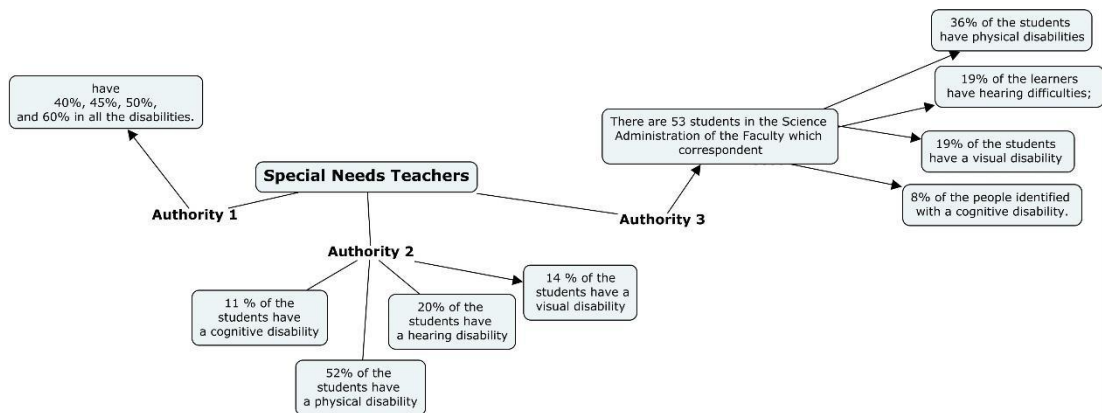 Special Needs Teachers
Authority 1
have
40%, 45%, 50%,
and 60% in all the disabilities.
Authority 2
11 % of the
students have
a cognitive disability
52% of the
students have
a physical disability
20% of the
students have
a hearing disability
14 % of the
students have a
visual disability
Authority 3
There are 53 students in the Science
Administration of the Faculty which
correspondent
36% of the students
have physical disabilities
19% of the learners
have hearing difficulties;
19% of the students
have a visual disability
8% of the people identified
with a cognitive disability.